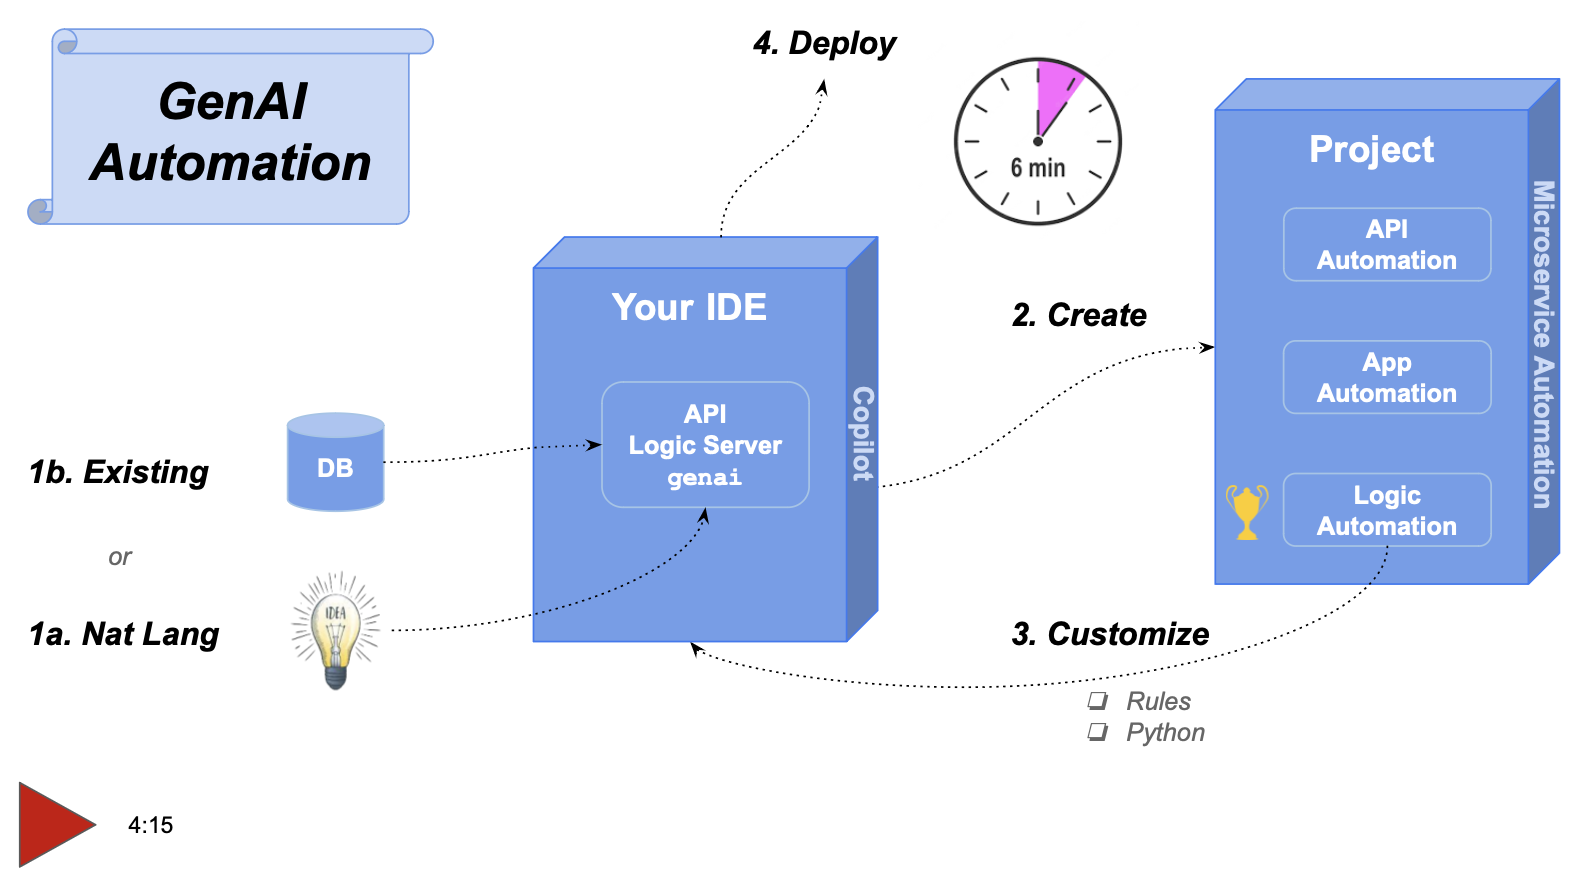 GenAI
Automation
4. Deploy
6 min
Project
API
Automation
App
Automation
Logic
Automation
Microservice Automation
Your IDE
API
Logic Server
genai
Copilot
2. Create
1b. Existing
DB
or
1a. Nat Lang
IDEA
3. Customize
❏ Rules
❏ Python
4:15